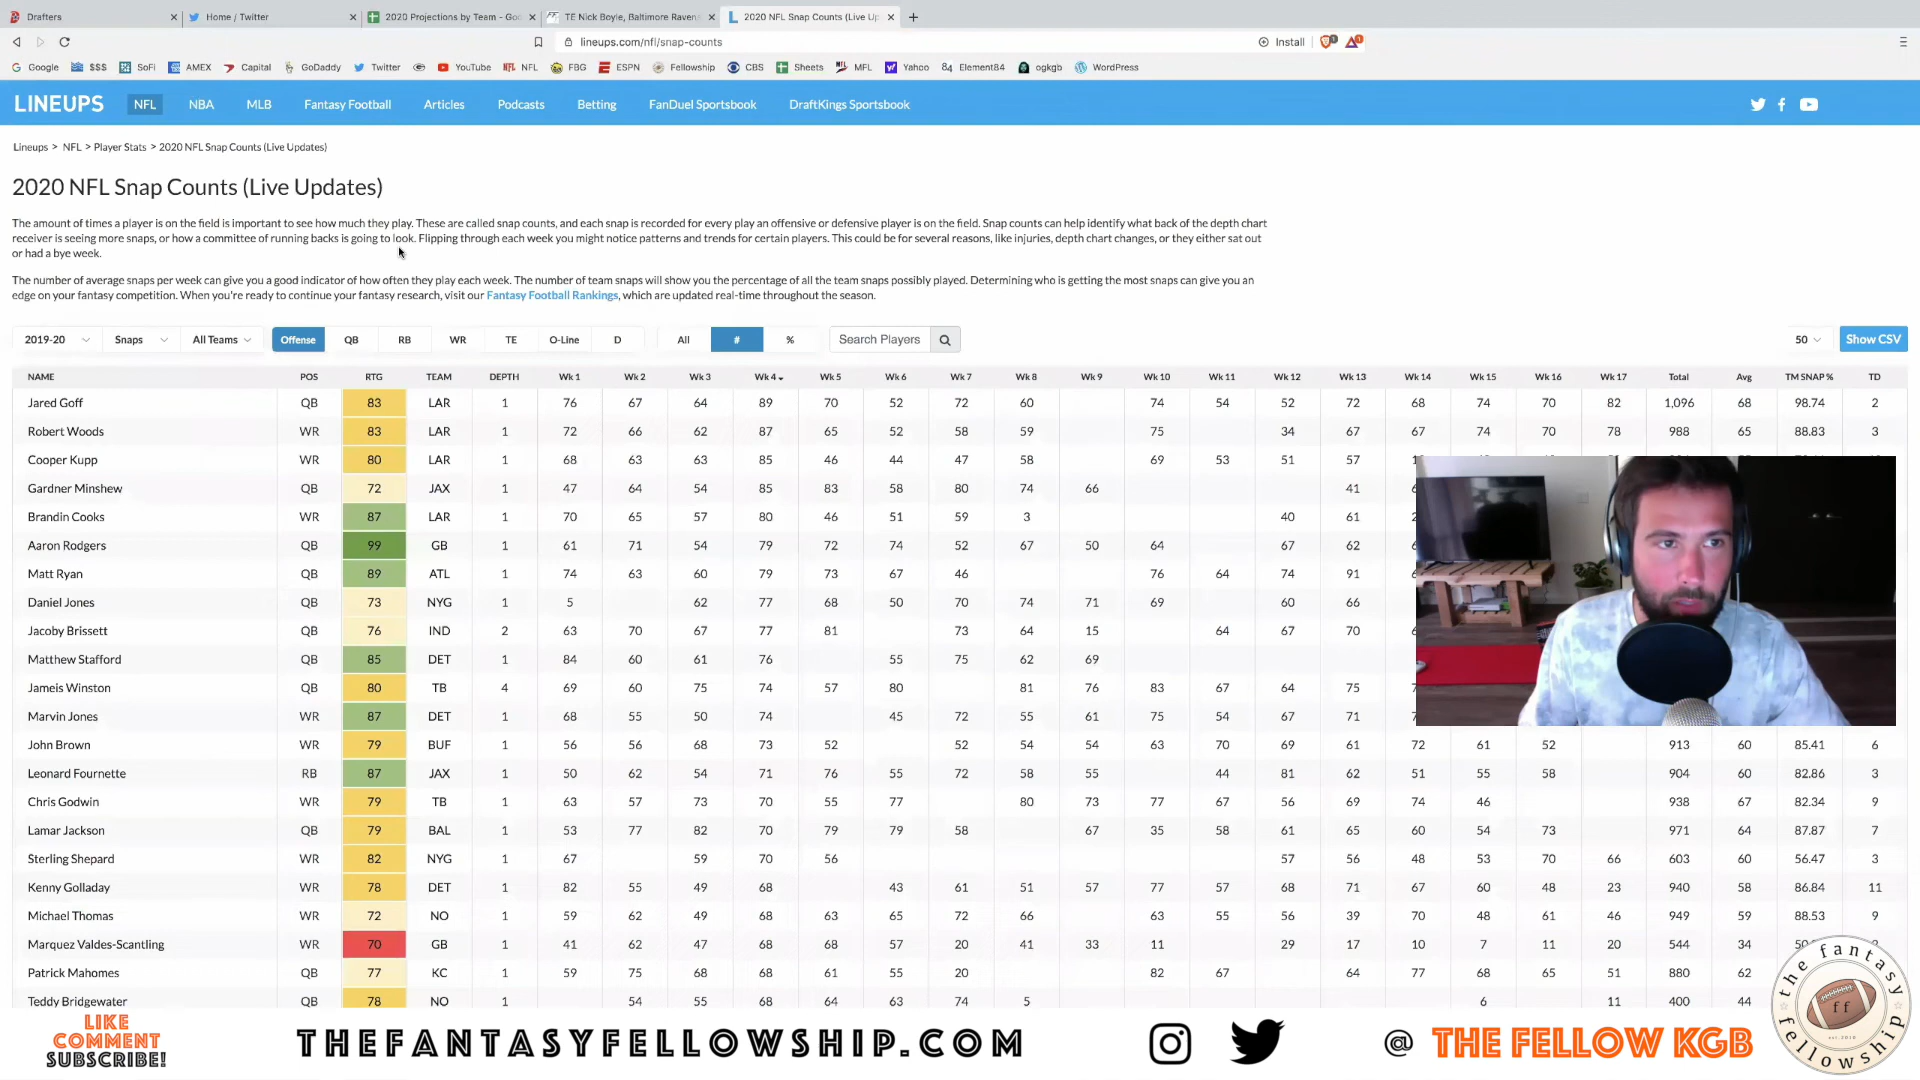 Drafters
Home / Twitter
2020 Projections by Team - Goo
TE Nick Boyle, Baltimore Raven
2020 NFL Snap Counts (Live Up
lineups.com/nfl/snap-counts
Install
Google $$$ SoFi AMEX Capital GoDaddy Twitter YouTube NFL FBG ESPN Fellowship CBS Sheets MFL Yahoo Element84 ogkgb WordPress
LINEUPS NFL NBA MLB Fantasy Football Articles Podcasts Betting FanDuel Sportsbook DraftKings Sportsbook
Lineups > NFL > Player Stats > 2020 NFL Snap Counts (Live Updates)
2020 NFL Snap Counts (Live Updates)
The amount of times a player is on the field is important to see how much they play. These are called snap counts, and each snap is recorded for every play an offensive or defensive player is on the field. Snap counts can help identify what back of the depth chart
receiver is seeing more snaps, or how a committee of running backs is going to look. Flipping through each week you might notice patterns and trends for certain players. This could be for several reasons, like injuries, depth chart changes, or they either sat out
or had a bye week.
The number of average snaps per week can give you a good indicator of how often they play each week. The number of team snaps will show you the percentage of all the team snaps possibly played. Determining who is getting the most snaps can give you an
edge on your fantasy competition. When you're ready to continue your fantasy research, visit our Fantasy Football Rankings, which are updated real-time throughout the season.
2019-20 Snaps All Teams Offense QB RB WR TE O-Line D All # % Search Players 50 Show CSV
NAME POS RTG TEAM DEPTH Wk 1 Wk 2 Wk 3 Wk 4 Wk 5 Wk 6 Wk 7 Wk 8 Wk 9 Wk 10 Wk 11 Wk 12 Wk 13 Wk 14 Wk 15 Wk 16 Wk 17 Total Avg TM SNAP % TD
Jared Goff QB 83 LAR 1 76 67 64 89 70 52 72 60 74 54 52 72 68 74 70 82 1,096 68 98.74 2
Robert Woods WR 83 LAR 1 72 66 62 87 65 52 58 59 75 34 67 67 74 70 78 988 65 88.83 3
Cooper Kupp WR 80 LAR 1 68 63 63 85 46 44 47 58 69 53 51 57
Gardner Minshew QB 72 JAX 1 47 64 54 85 83 58 80 74 66 41
Brandin Cooks WR 87 LAR 1 70 65 57 80 46 51 59 3 40 61
Aaron Rodgers QB 99 GB 1 61 71 54 79 72 74 52 67 50 64 67 62
Matt Ryan QB 89 ATL 1 74 63 60 79 73 67 46 76 64 74 91
Daniel Jones QB 73 NYG 1 5 62 77 68 50 70 74 71 69 60 66
Jacoby Brissett QB 76 IND 2 63 70 67 77 81 73 64 15 64 67 70
Matthew Stafford QB 85 DET 1 84 60 61 76 55 75 62 69
Jameis Winston QB 80 TB 4 69 60 75 74 57 80 81 76 83 67 64 75
Marvin Jones WR 87 DET 1 68 55 50 74 45 72 55 61 75 54 67 71
John Brown WR 79 BUF 1 56 56 68 73 52 52 54 54 63 70 69 61 72 61 52 913 60 85.41 6
Leonard Fournette RB 87 JAX 1 50 62 54 71 76 55 72 58 55 44 81 62 51 55 58 904 60 82.86 3
Chris Godwin WR 79 TB 1 63 57 73 70 55 77 80 73 77 67 56 69 74 46 938 67 82.34 9
Lamar Jackson QB 79 BAL 1 53 77 82 70 79 79 58 67 35 58 61 65 60 54 73 971 64 87.87 7
Sterling Shepard WR 82 NYG 1 67 59 70 56 57 56 48 53 70 66 603 60 56.47 3
Kenny Golladay WR 78 DET 1 82 55 49 68 43 61 51 57 77 57 68 71 67 60 48 23 940 58 86.84 11
Michael Thomas WR 72 NO 1 59 62 49 68 63 65 72 66 63 55 56 39 70 48 61 46 949 59 88.53 9
Marquez Valdes-Scantling WR 70 GB 1 41 62 47 68 68 57 20 41 33 11 29 17 10 7 11 20 544 34
Patrick Mahomes QB 77 KC 1 59 75 68 68 61 55 20 82 67 64 77 68 65 51 880 62
Teddy Bridgewater QB 78 NO 1 54 55 68 64 63 74 5 6 11 400 44
LIKE
COMMENT
SUBSCRIBE!
THEFANTASYFELLOWSHIP.COM
@ THE FELLOW KGB
the fantasy fellowship
ff
est 2018